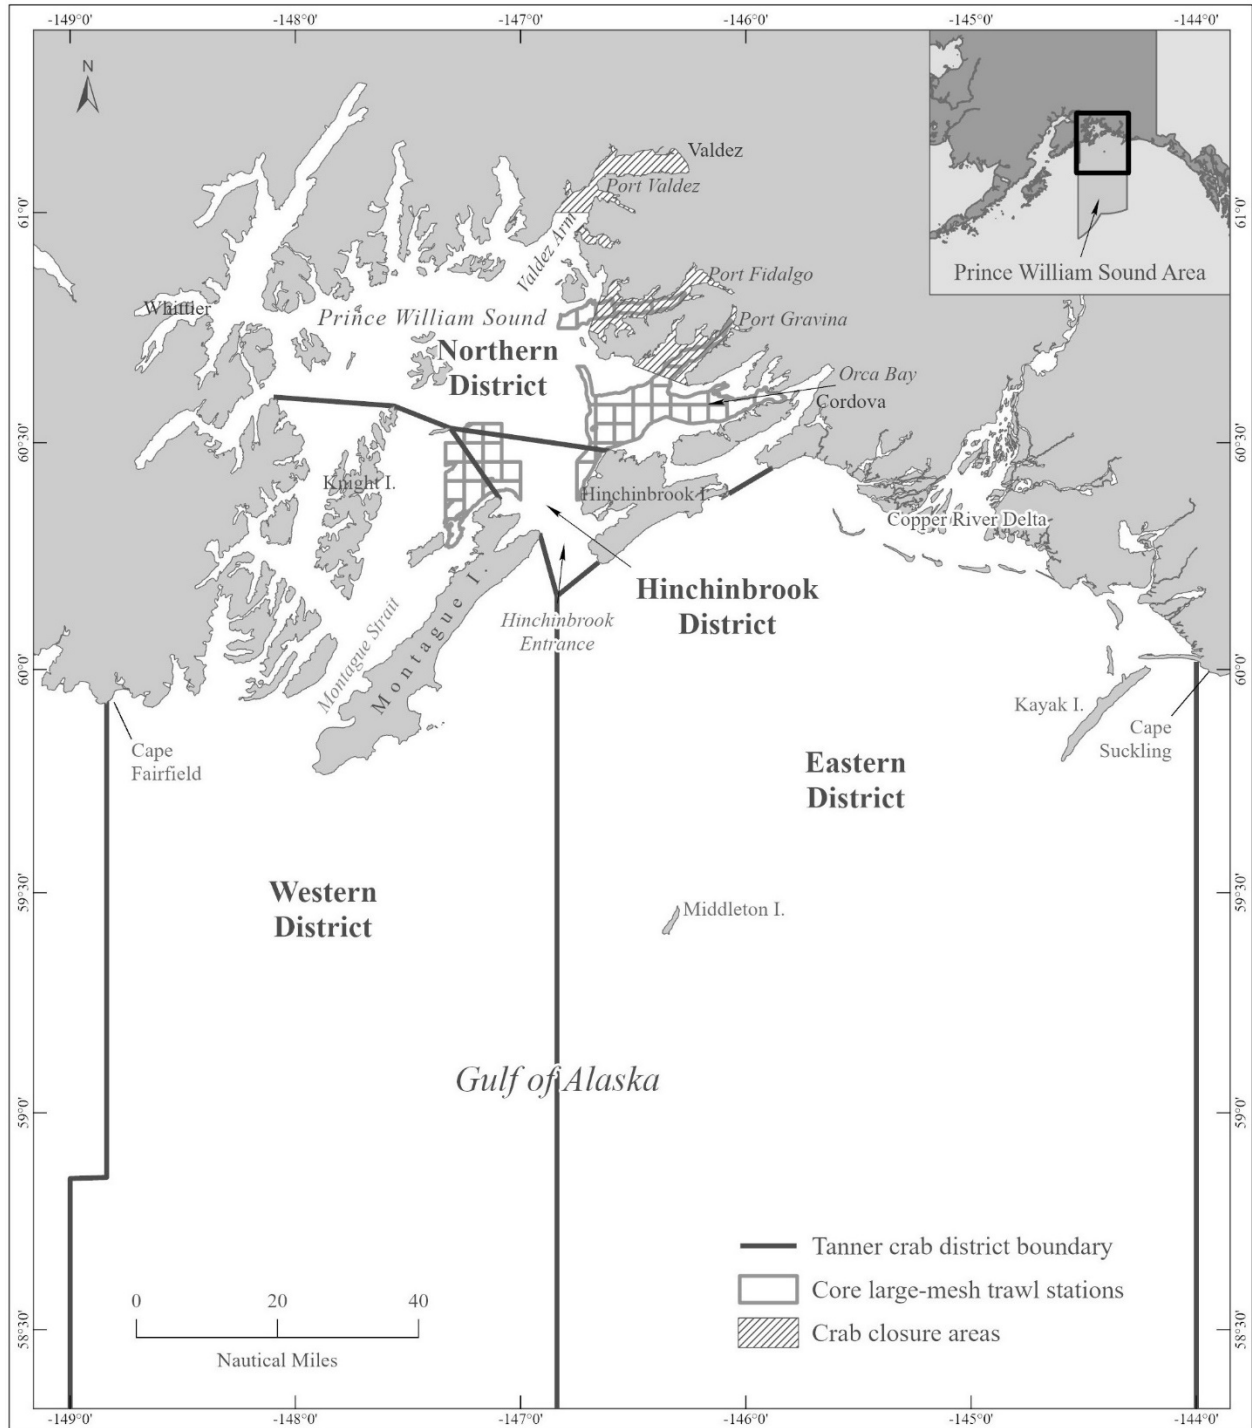 -149°0'
-148°0'
-147°0'
-146°0'
-145°0'
-144°0'
N
Valdez
Port Valdez
61°0'
61°0'
Valdez Arm
Prince William Sound Area
Port Fidalgo
Whittier
Prince William Sound
Port Gravina
Northern
District
Orca Bay
Cordova
60°30'
60°30'
Knight I.
Hinchinbrook I.
Copper River Delta
Hinchinbrook
District
Hinchinbrook
Entrance
Montague Strait
Montague I.
60°0'
60°0'
Kayak I.
Cape
Suckling
Cape
Fairfield
Eastern
District
Western
District
59°30'
59°30'
Middleton I.
Gulf of Alaska
59°0'
59°0'
Tanner crab district boundary
Core large-mesh trawl stations
Crab closure areas
0
20
40
Nautical Miles
58°30'
58°30'
-149°0'
-148°0'
-147°0'
-146°0'
-145°0'
-144°0'